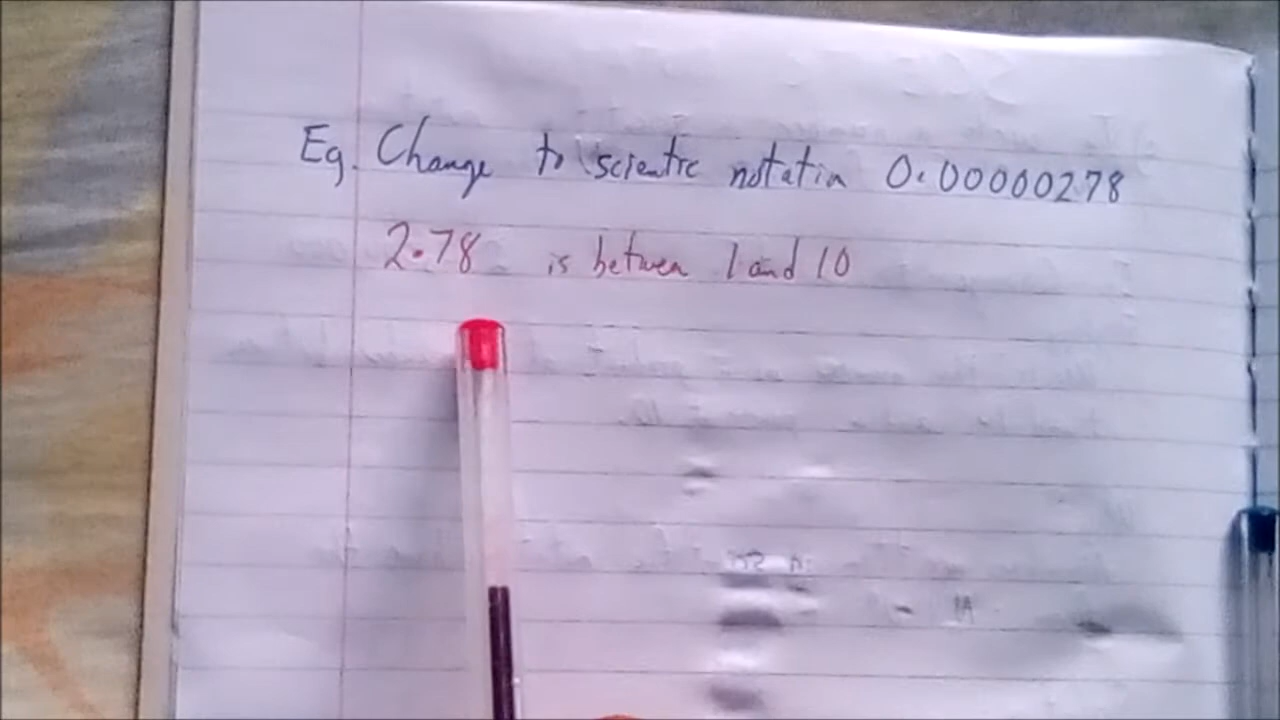 Eg. Change to scientic notation 0.00000278
2.78 is between 1 and 10